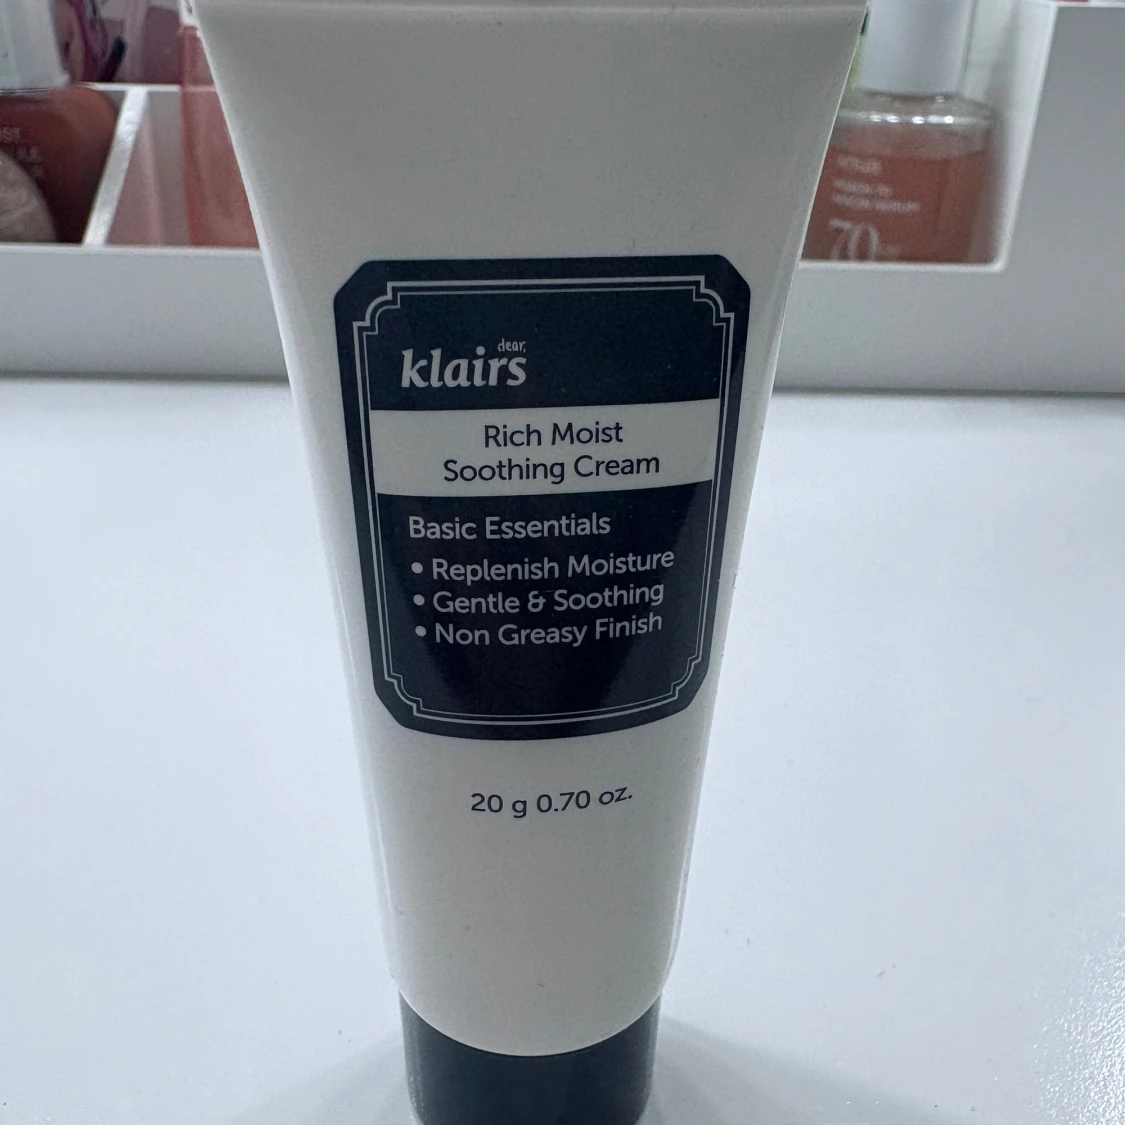 dear,
klairs
Rich Moist
Soothing Cream
Basic Essentials
• Replenish Moisture
• Gentle & Soothing
• Non Greasy Finish
20 g 0.70 oz.
70